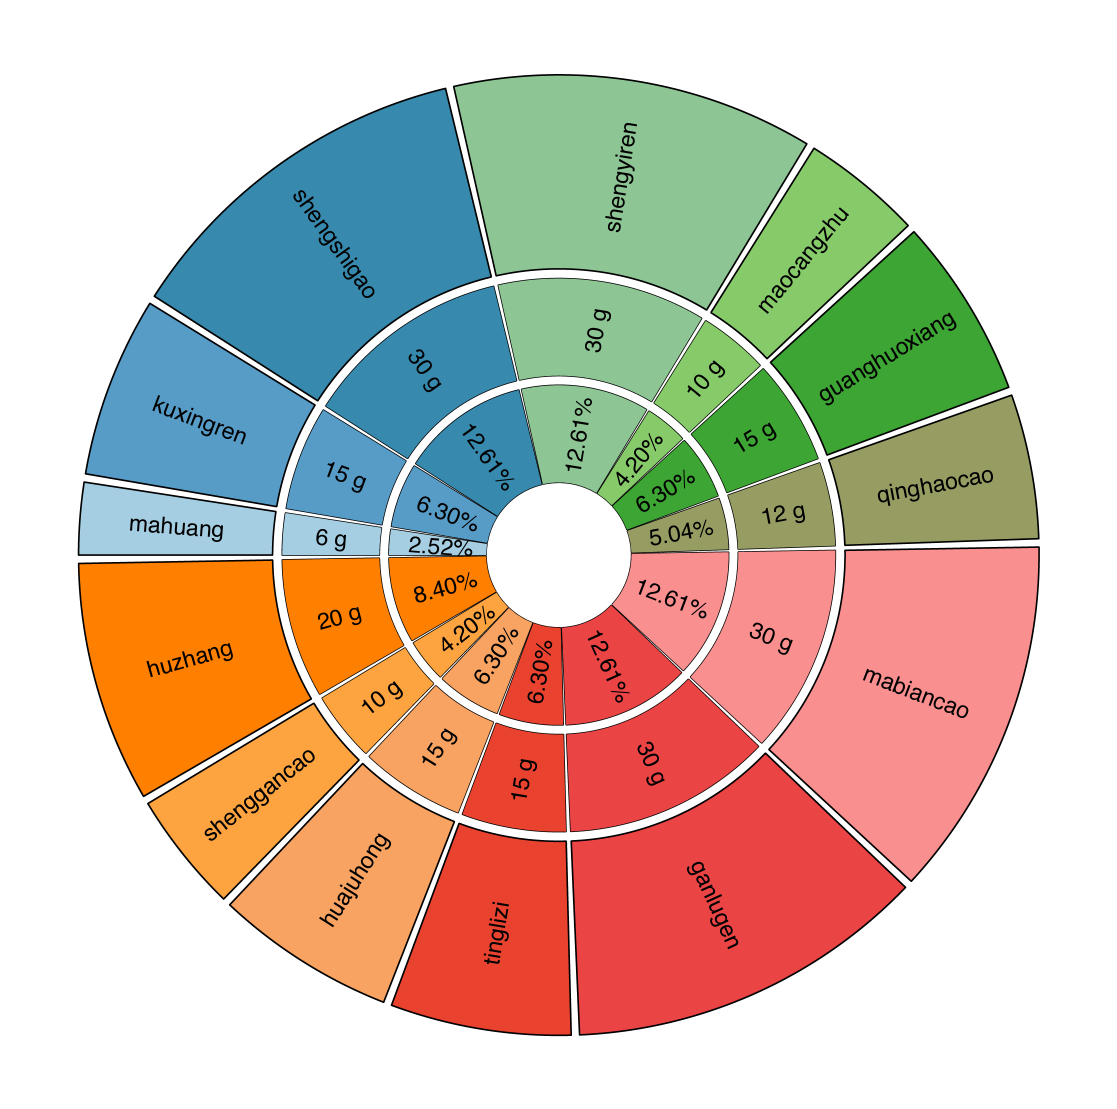 shengyiren
30 g
12.61%
maocangzhu
10 g
4.20%
guanghuoxiang
15 g
6.30%
qinghaocao
12 g
5.04%
mabiancao
30 g
12.61%
ganlugen
30 g
12.61%
tinglizi
15 g
6.30%
huajuhong
15 g
6.30%
shenggancao
10 g
4.20%
huzhang
20 g
8.40%
mahuang
6 g
2.52%
kuxingren
15 g
6.30%
shengshigao
30 g
12.61%